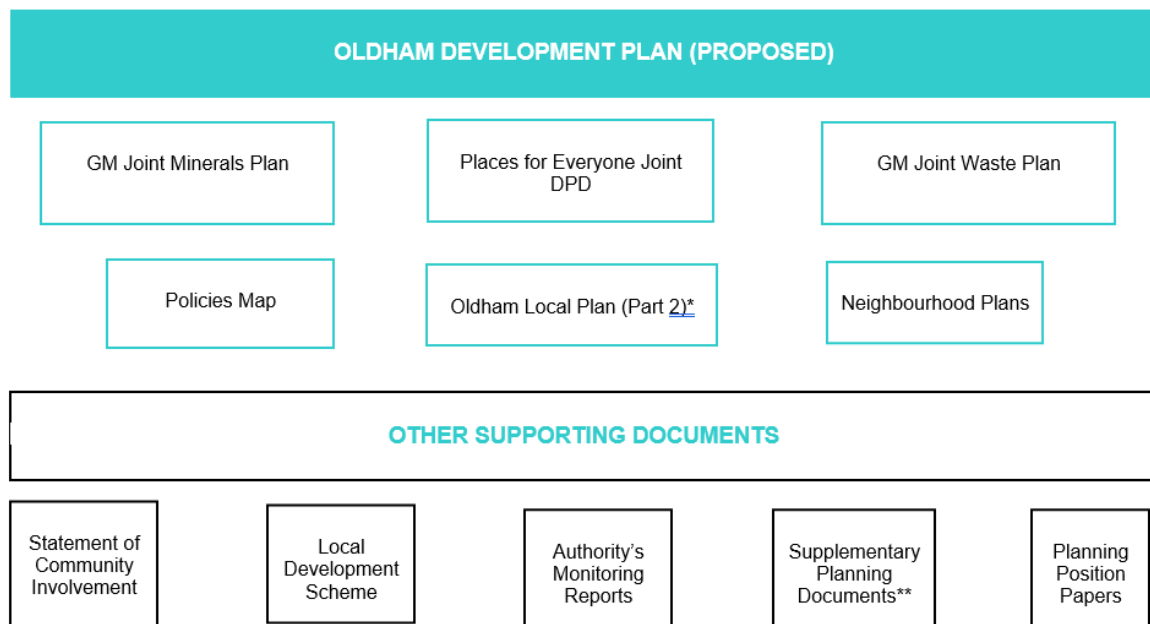 OLDHAM DEVELOPMENT PLAN (PROPOSED)
GM Joint Minerals Plan
Places for Everyone Joint
DPD
GM Joint Waste Plan
Policies Map
Oldham Local Plan (Part 2)*
Neighbourhood Plans
OTHER SUPPORTING DOCUMENTS
Statement of
Community
Involvement
Local
Development
Scheme
Authority’s
Monitoring
Reports
Supplementary
Planning
Documents**
Planning
Position
Papers